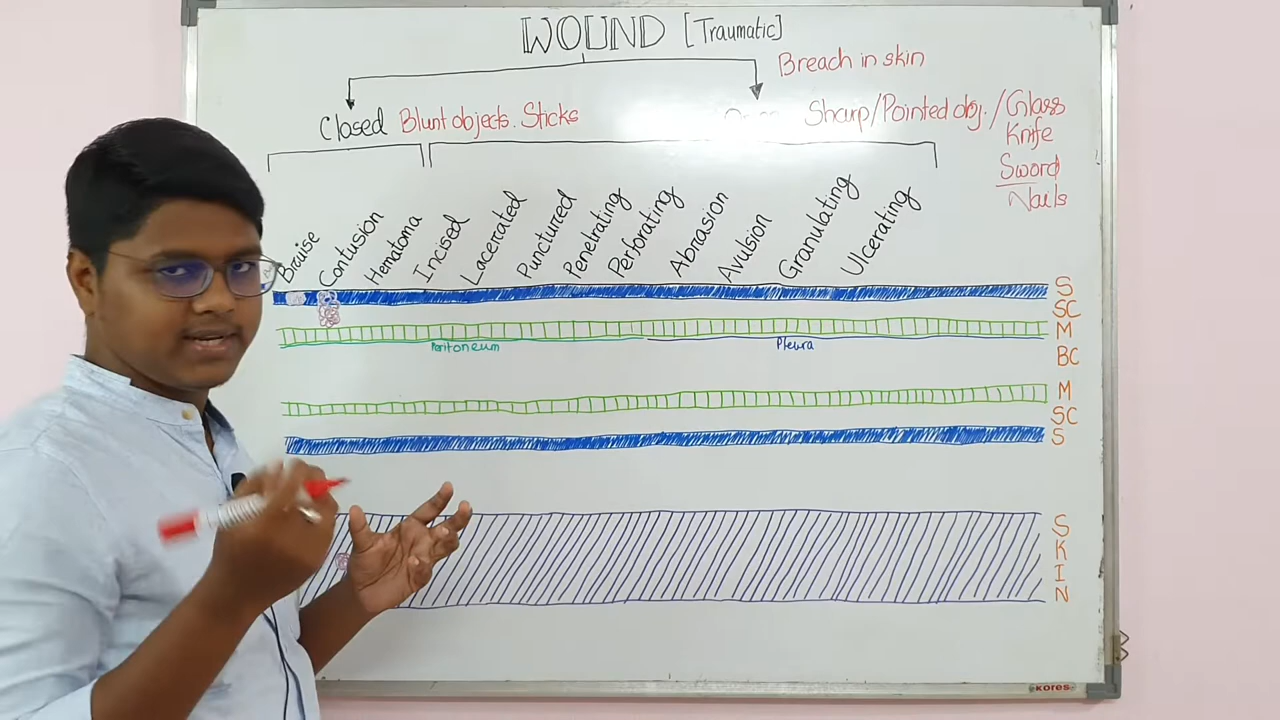 WOUND [Traumatic]
Breach in skin
Closed Blunt objects. Sticks
Sharp/Pointed obj./Glass
Knife
Sword
Nails
Bruise
Contusion
Hematoma
Incised
Lacerated
Puncturred
Penetrating
Perforating
Abrasion
Avulsion
Granulating
Ulcerating
S
SC
M
BC
M
SC
S
Peritoneum
Pleura
S
K
I
N
KORES